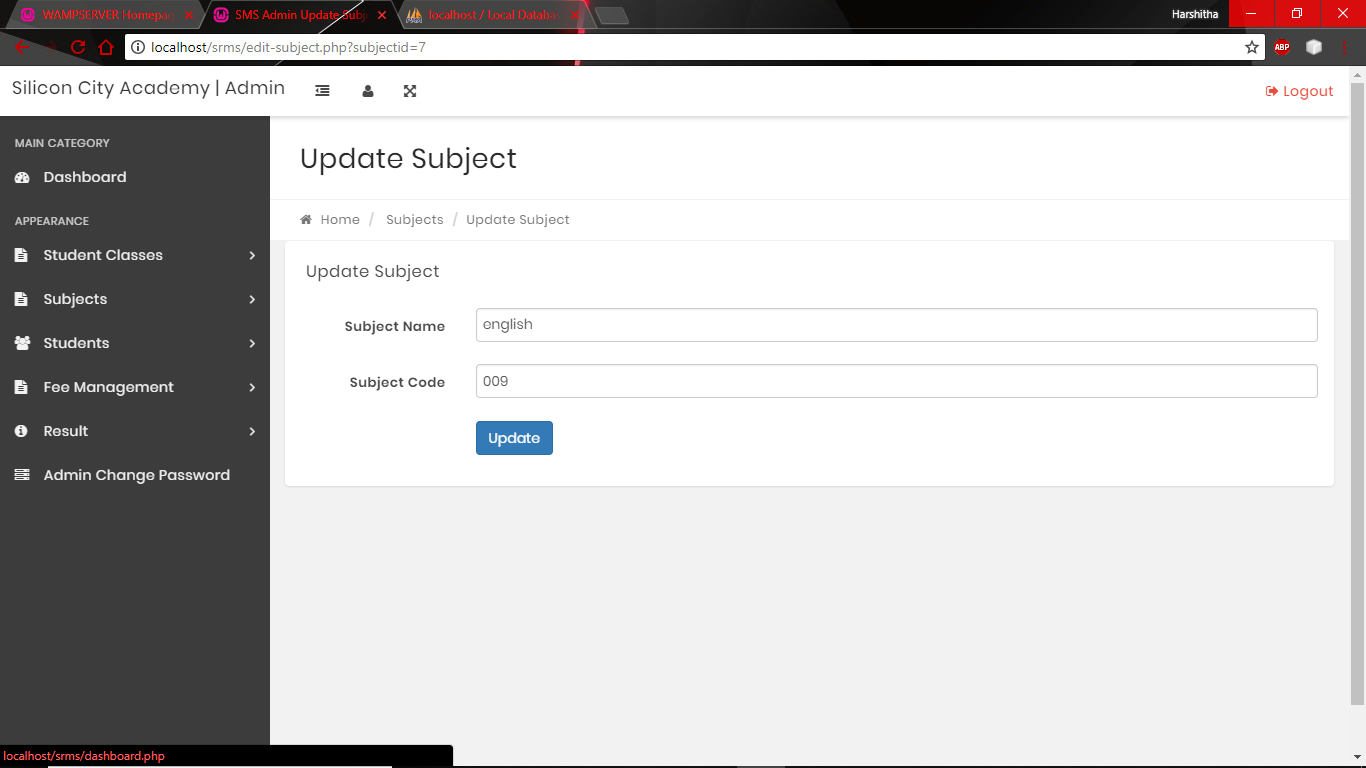 WAMPSERVER Homepag
SMS Admin Update Subj
localhost / Local Databas
Harshitha
localhost/srms/edit-subject.php?subjectid=7
ABP
Silicon City Academy | Admin
Logout
MAIN CATEGORY
Dashboard
APPEARANCE
Student Classes
Subjects
Students
Fee Management
Result
Admin Change Password
Update Subject
Home / Subjects / Update Subject
Update Subject
Subject Name
english
Subject Code
009
Update
localhost/srms/dashboard.php